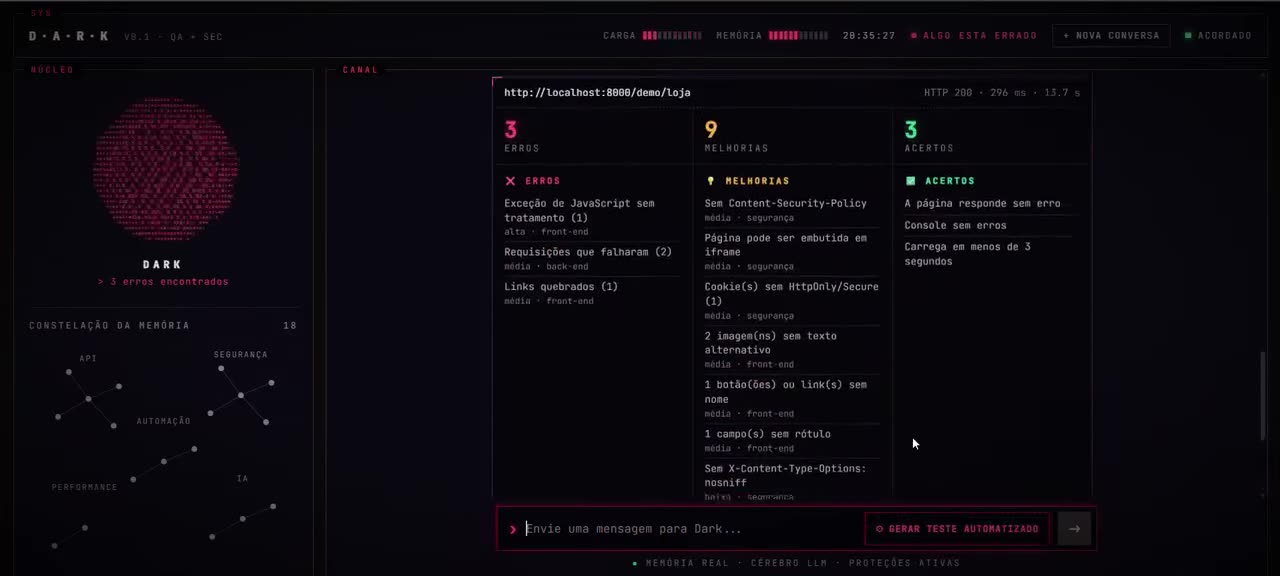 SYS
D·A·R·K V0.1 · QA + SEC
CARGA MEMÓRIA 20:35:27 ALGO ESTA ERRADO + NOVA CONVERSA ACORDADO
NÚCLEO
CANAL
DARK
> 3 erros encontrados
CONSTELAÇÃO DA MEMÓRIA 18
API
SEGURANÇA
AUTOMAÇÃO
PERFORMANCE
IA
http://localhost:8000/demo/loja HTTP 200 · 296 ms · 13.7 s
3
ERROS
9
MELHORIAS
3
ACERTOS
ERROS
Exceção de JavaScript sem
tratamento (1)
alta · front-end
Requisições que falharam (2)
média · back-end
Links quebrados (1)
média · front-end
MELHORIAS
Sem Content-Security-Policy
média · segurança
Página pode ser embutida em
iframe
média · segurança
Cookie(s) sem HttpOnly/Secure
(1)
média · segurança
2 imagem(ns) sem texto
alternativo
média · front-end
1 botão(ões) ou link(s) sem
nome
média · front-end
1 campo(s) sem rótulo
média · front-end
Sem X-Content-Type-Options:
nosniff
baixa · segurança
ACERTOS
A página responde sem erro
Console sem erros
Carrega em menos de 3
segundos
Envie uma mensagem para Dark...
GERAR TESTE AUTOMATIZADO
MEMÓRIA REAL · CÉREBRO LLM · PROTEÇÕES ATIVAS